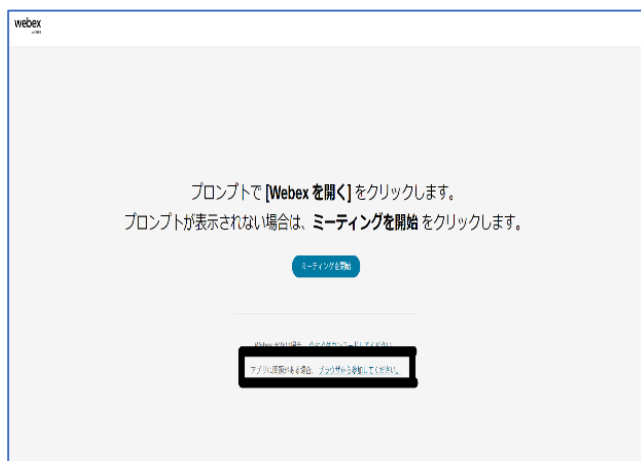 webex
プロンプトで [Webex を開く] をクリックします。
プロンプトが表示されない場合は、ミーティングを開始 をクリックします。
ミーティングを開始
アプリに問題がある場合、ブラウザから参加してください。